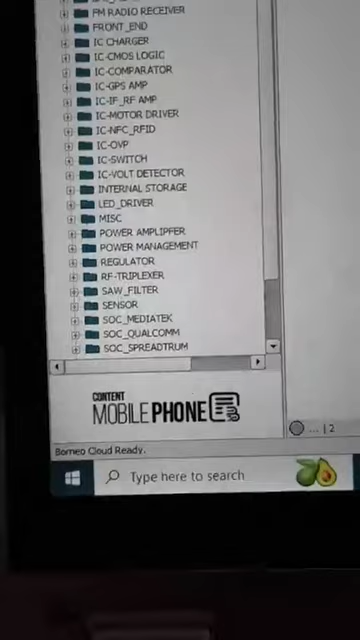 FM RADIO RECEIVER
FRONT_END
IC CHARGER
IC-CMOS LOGIC
IC-COMPARATOR
IC-GPS AMP
IC-IF_RF AMP
IC-MOTOR DRIVER
IC-NFC_RFID
IC-OVP
IC-SWITCH
IC-VOLT DETECTOR
INTERNAL STORAGE
LED_DRIVER
MISC
POWER AMPLIPFER
POWER MANAGEMENT
REGULATOR
RF-TRIPLEXER
SAW_FILTER
SENSOR
SOC_MEDIATEK
SOC_QUALCOMM
SOC_SPREADTRUM
CONTENT
MOBILE PHONE
... | 2
Borneo Cloud Ready.
Type here to search